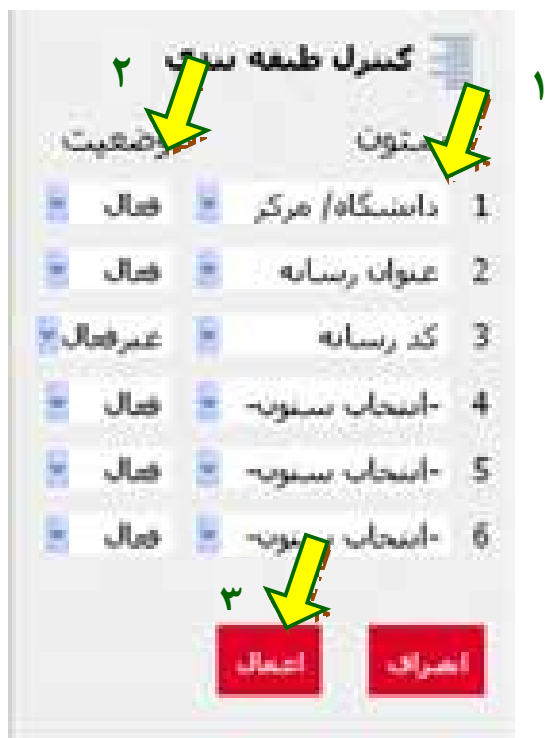 ۱
۲
کنترل طبقه بندی
ستون وضعیت
1 دانشگاه/ مرکز فعال
2 عنوان رسانه فعال
3 کد رسانه غیرفعال
4 -انتخاب ستون- فعال
5 -انتخاب ستون- فعال
6 -انتخاب ستون- فعال
۳
انصراف اعمال